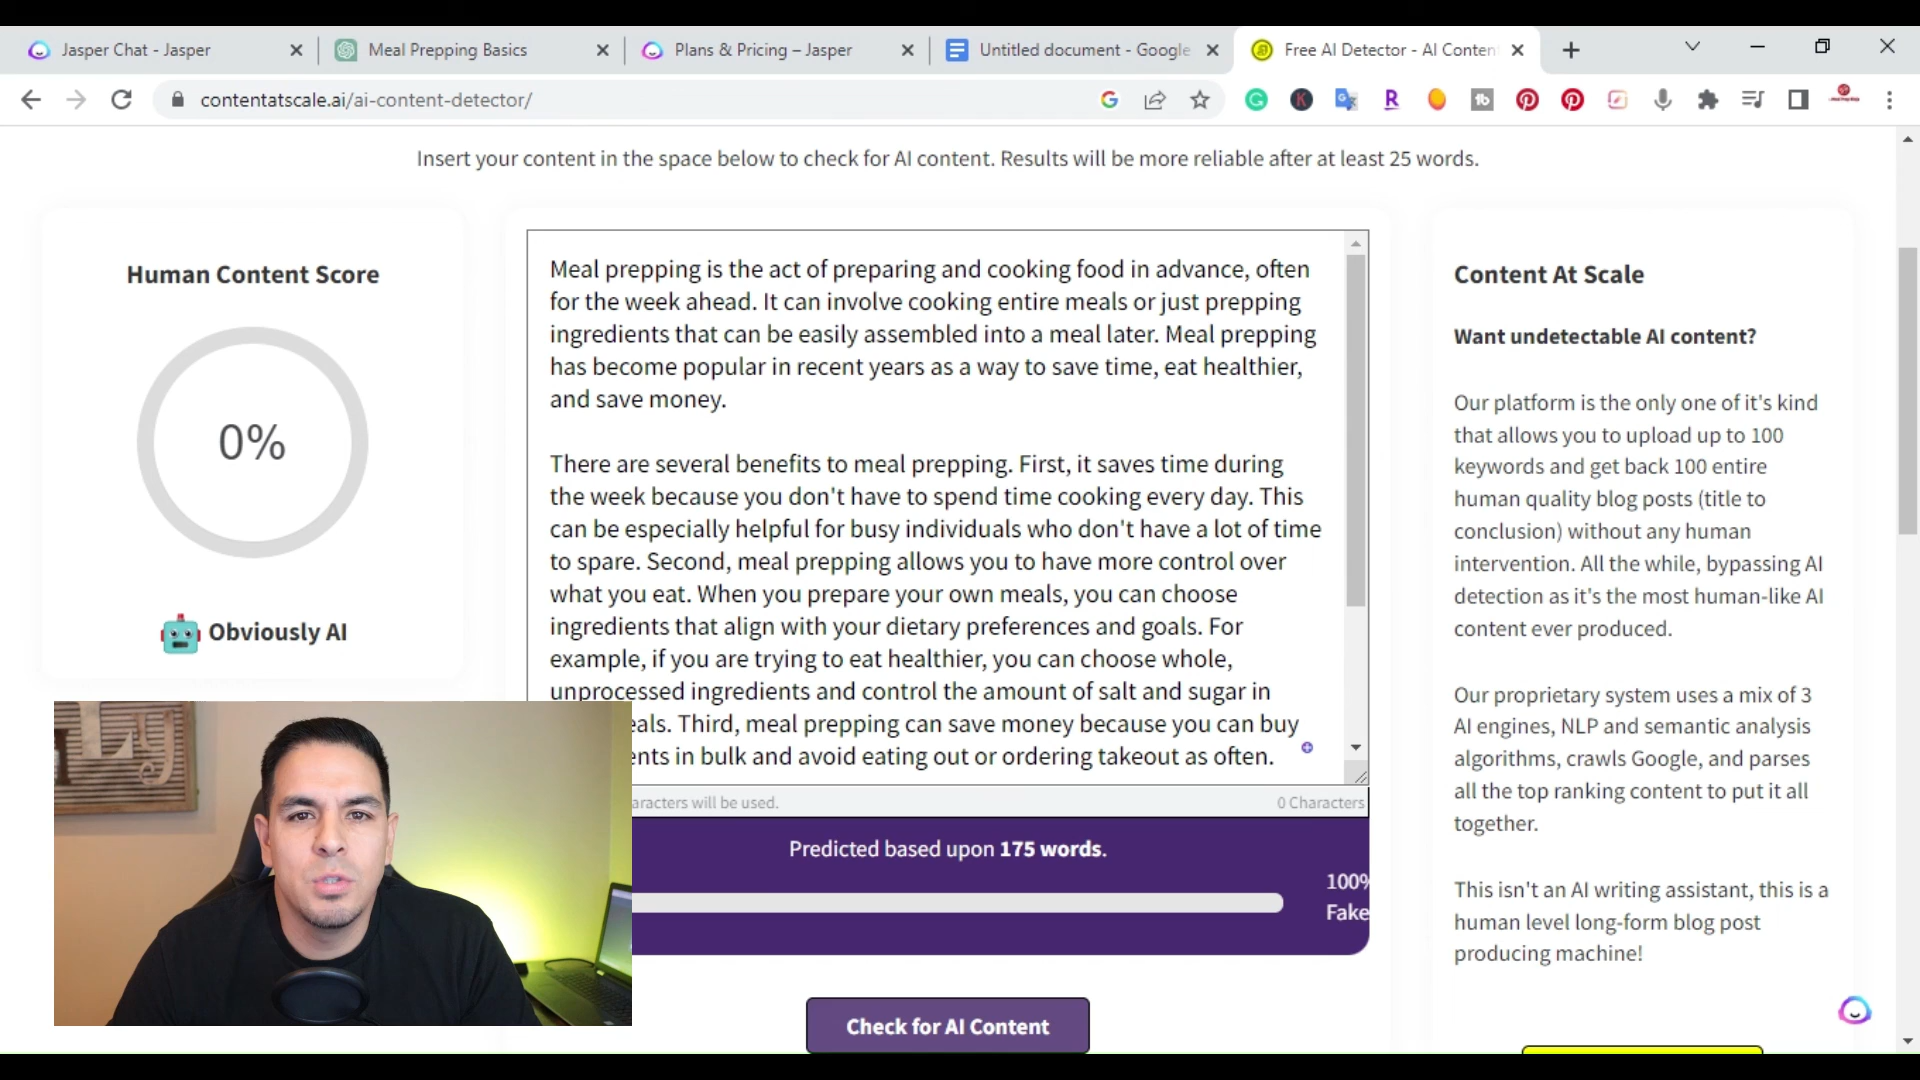 Jasper Chat - Jasper
Meal Prepping Basics
Plans & Pricing – Jasper
Untitled document - Google
Free AI Detector - AI Conten
contentatscale.ai/ai-content-detector/
Insert your content in the space below to check for AI content. Results will be more reliable after at least 25 words.
Human Content Score
0%
Obviously AI
Meal prepping is the act of preparing and cooking food in advance, often
for the week ahead. It can involve cooking entire meals or just prepping
ingredients that can be easily assembled into a meal later. Meal prepping
has become popular in recent years as a way to save time, eat healthier,
and save money.
There are several benefits to meal prepping. First, it saves time during
the week because you don't have to spend time cooking every day. This
can be especially helpful for busy individuals who don't have a lot of time
to spare. Second, meal prepping allows you to have more control over
what you eat. When you prepare your own meals, you can choose
ingredients that align with your dietary preferences and goals. For
example, if you are trying to eat healthier, you can choose whole,
unprocessed ingredients and control the amount of salt and sugar in
eals. Third, meal prepping can save money because you can buy
ents in bulk and avoid eating out or ordering takeout as often.
aracters will be used.
0 Characters
Predicted based upon 175 words.
100%
Fake
Check for AI Content
Content At Scale
Want undetectable AI content?
Our platform is the only one of it's kind
that allows you to upload up to 100
keywords and get back 100 entire
human quality blog posts (title to
conclusion) without any human
intervention. All the while, bypassing AI
detection as it's the most human-like AI
content ever produced.
Our proprietary system uses a mix of 3
AI engines, NLP and semantic analysis
algorithms, crawls Google, and parses
all the top ranking content to put it all
together.
This isn't an AI writing assistant, this is a
human level long-form blog post
producing machine!